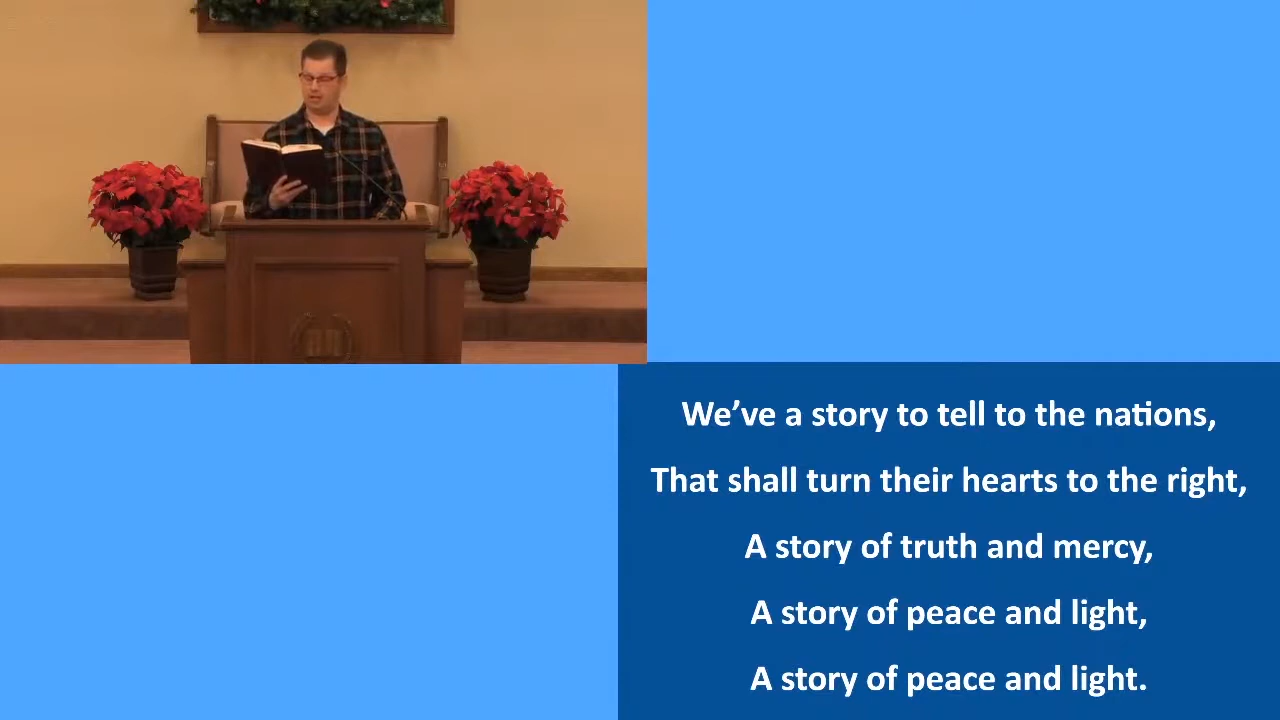 We've a story to tell to the nations,
That shall turn their hearts to the right,
A story of truth and mercy,
A story of peace and light,
A story of peace and light.